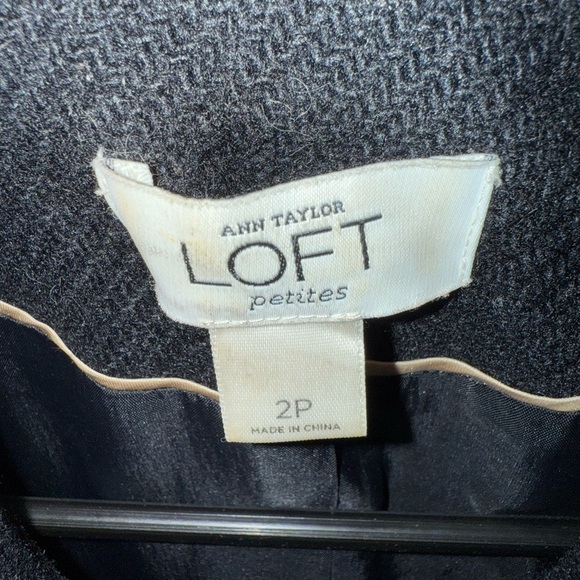 ANN TAYLOR
LOFT
petites
2P
MADE IN CHINA